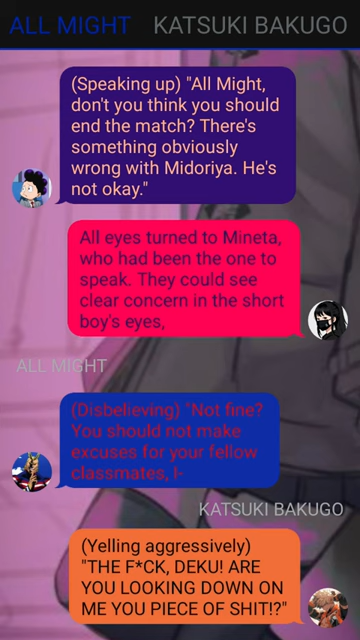 ALL MIGHT KATSUKI BAKUGO
(Speaking up) "All Might,
don't you think you should
end the match? There's
something obviously
wrong with Midoriya. He's
not okay."
All eyes turned to Mineta,
who had been the one to
speak. They could see
clear concern in the short
boy's eyes,
ALL MIGHT
(Disbelieving) "Not fine?
You should not make
excuses for your fellow
classmates, I-
KATSUKI BAKUGO
(Yelling aggressively)
"THE F*CK, DEKU! ARE
YOU LOOKING DOWN ON
ME YOU PIECE OF SHIT!?"